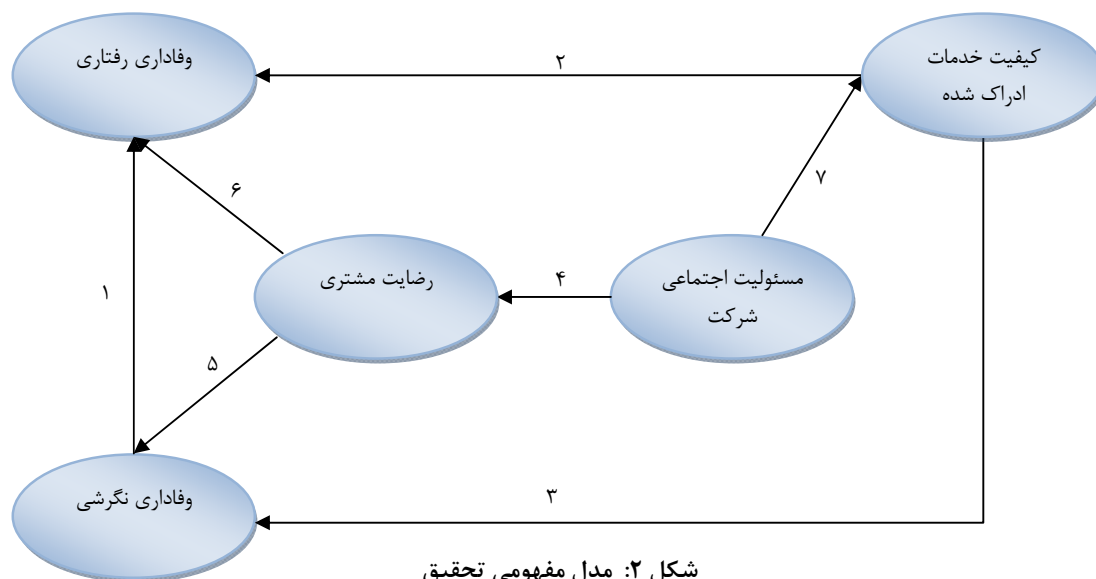 کیفیت خدمات
ادراک شده
۲
وفاداری رفتاری
۷
۶
مسئولیت اجتماعی
شرکت
۴
رضایت مشتری
۱
۵
۳
وفاداری نگرشی
شکل ۲: مدل مفهومی تحقیق